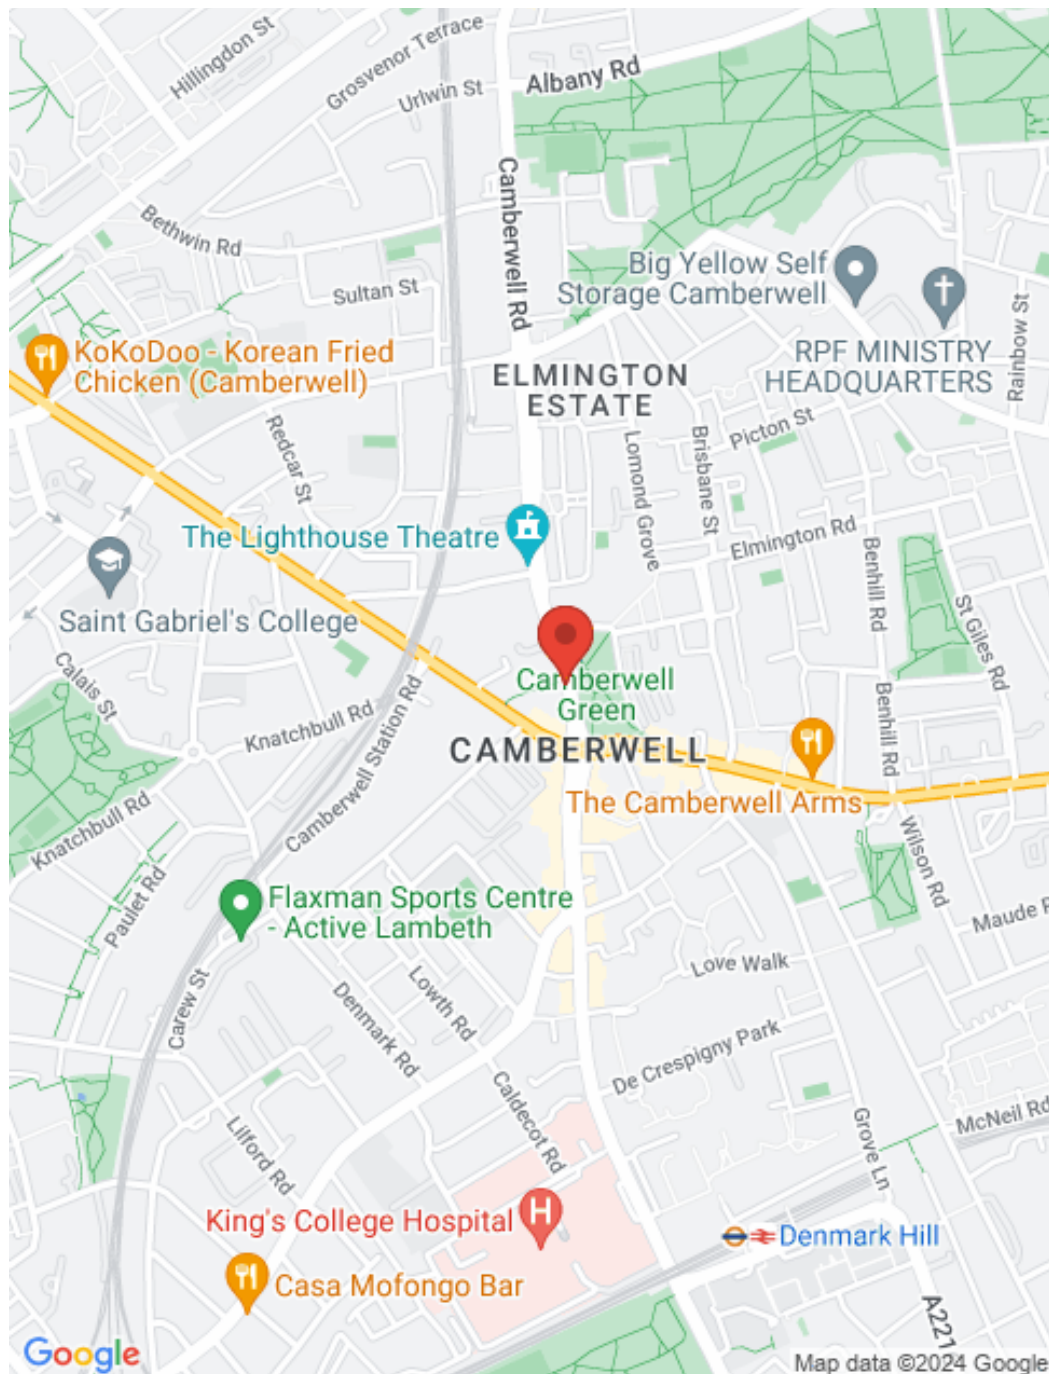 Hillingdon St
Grosvenor Terrace
Urlwin St
Albany Rd
Camberwell Rd
Bethwin Rd
Sultan St
Big Yellow Self
Storage Camberwell
RPF MINISTRY
HEADQUARTERS
Rainbow St
KoKoDoo - Korean Fried
Chicken (Camberwell)
ELMINGTON
ESTATE
Redcar St
Lomond Grove
Brisbane St
Picton St
The Lighthouse Theatre
Elmington Rd
Benhill Rd
St Giles Rd
Saint Gabriel's College
Calais St
Knatchbull Rd
Camberwell Station Rd
Camberwell
Green
Benhill Rd
CAMBERWELL
The Camberwell Arms
Knatchbull Rd
Paulet Rd
Wilson Rd
Flaxman Sports Centre
- Active Lambeth
Maude R
Love Walk
Carew St
Denmark Rd
Lowth Rd
De Crespigny Park
Caldecot Rd
Lilford Rd
Grove Ln
McNeil Rd
King's College Hospital
H
Denmark Hill
Casa Mofongo Bar
A221
Google
Map data ©2024 Google